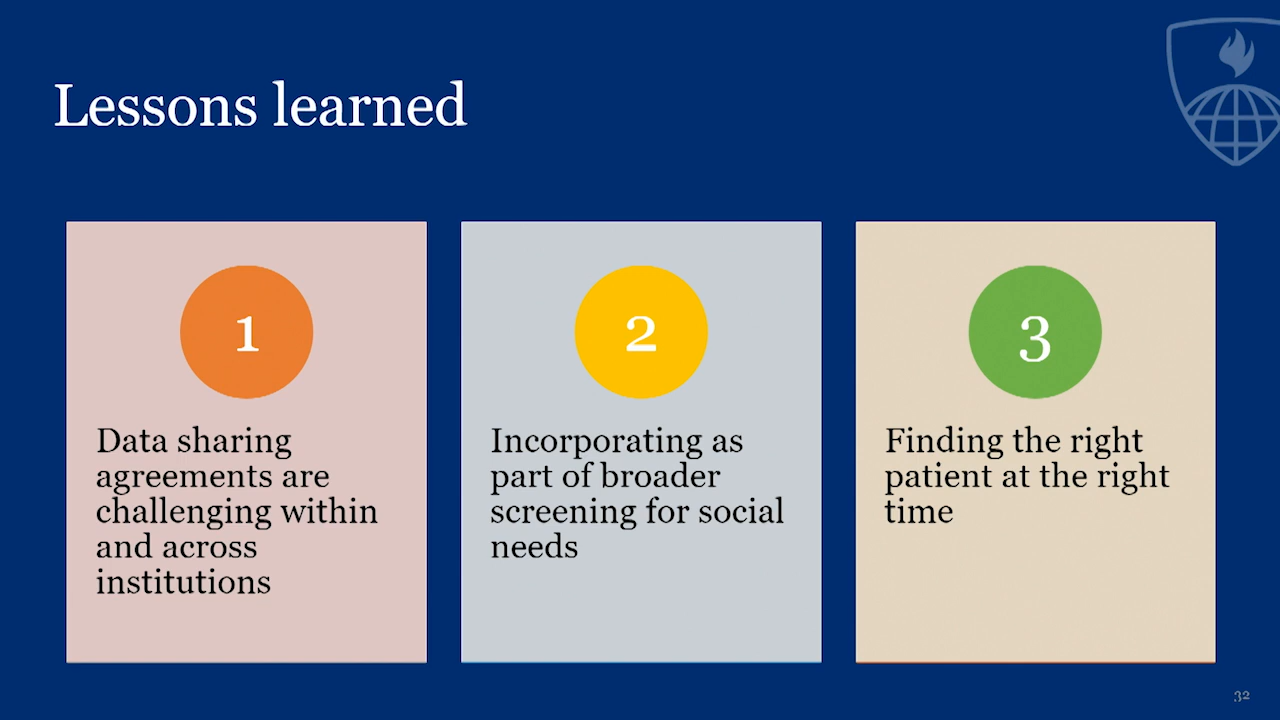 Lessons learned
1
Data sharing
agreements are
challenging within
and across
institutions
2
Incorporating as
part of broader
screening for social
needs
3
Finding the right
patient at the right
time
32